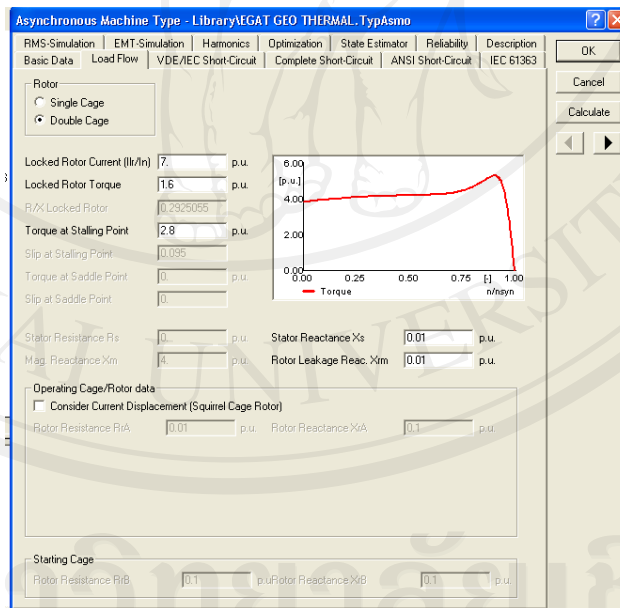 Asynchronous Machine Type - Library\EGAT GEO THERMAL.TypAsmo
RMS-Simulation EMT-Simulation Harmonics Optimization State Estimator Reliability Description
Basic Data Load Flow VDE/IEC Short-Circuit Complete Short-Circuit ANSI Short-Circuit IEC 61363
OK
Cancel
Calculate
Rotor
Single Cage
Double Cage
Locked Rotor Current (Ilr/In) 7. p.u.
Locked Rotor Torque 1.6 p.u.
R/X Locked Rotor 0.2925055
Torque at Stalling Point 2.8 p.u.
Slip at Stalling Point 0.095
Torque at Saddle Point 0. p.u.
Slip at Saddle Point 0.
6.00
[p.u.]
4.00
2.00
0.00
0.00 0.25 0.50 0.75 [-] 1.00
Torque n/nsyn
Stator Resistance Rs 0. p.u. Stator Reactance Xs 0.01 p.u.
Mag. Reactance Xm 4. p.u. Rotor Leakage Reac. Xrm 0.01 p.u.
Operating Cage/Rotor data
Consider Current Displacement (Squirrel Cage Rotor)
Rotor Resistance RrA 0.01 p.u. Rotor Reactance XrA 0.1 p.u.
Starting Cage
Rotor Resistance RrB 0.1 p.u Rotor Reactance XrB 0.1 p.u.